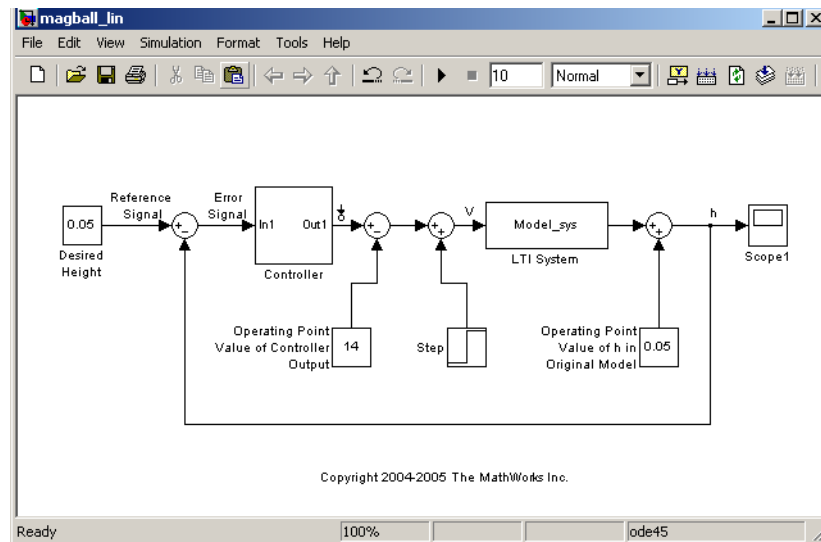 magball_lin
File Edit View Simulation Format Tools Help
10 Normal
Reference
Signal
Error
Signal
0.05
Desired
Height
In1 Out1
Controller
V
Model_sys
LTI System
h
Scope1
Operating Point
Value of Controller
Output
14
Step
Operating Point
Value of h in
Original Model
0.05
Copyright 2004-2005 The MathWorks Inc.
Ready 100% ode45